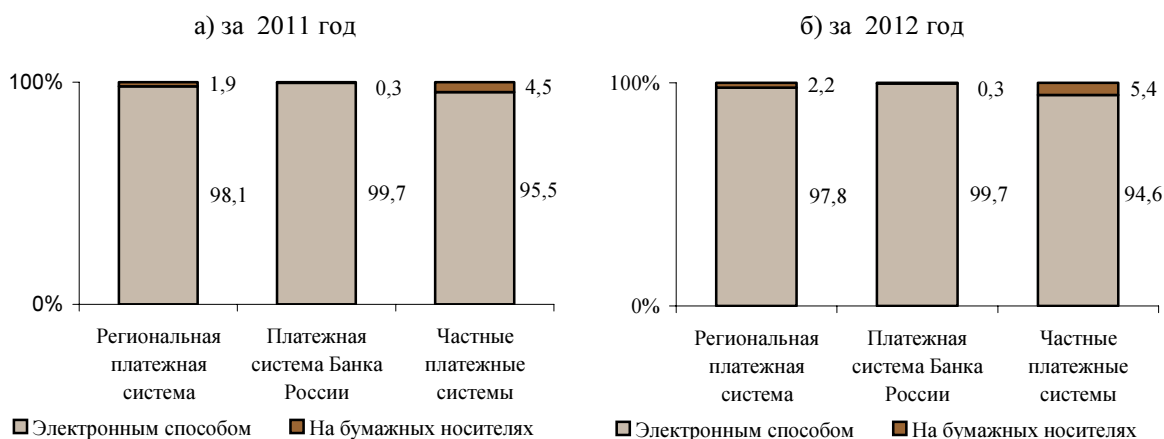 а) за 2011 год
100%
1,9
0,3
4,5
98,1
99,7
95,5
0%
Региональная
платежная
система
Платежная
система Банка
России
Частные
платежные
системы
Электронным способом
На бумажных носителях
б) за 2012 год
100%
2,2
0,3
5,4
97,8
99,7
94,6
0%
Региональная
платежная
система
Платежная
система Банка
России
Частные
платежные
системы
Электронным способом
На бумажных носителях